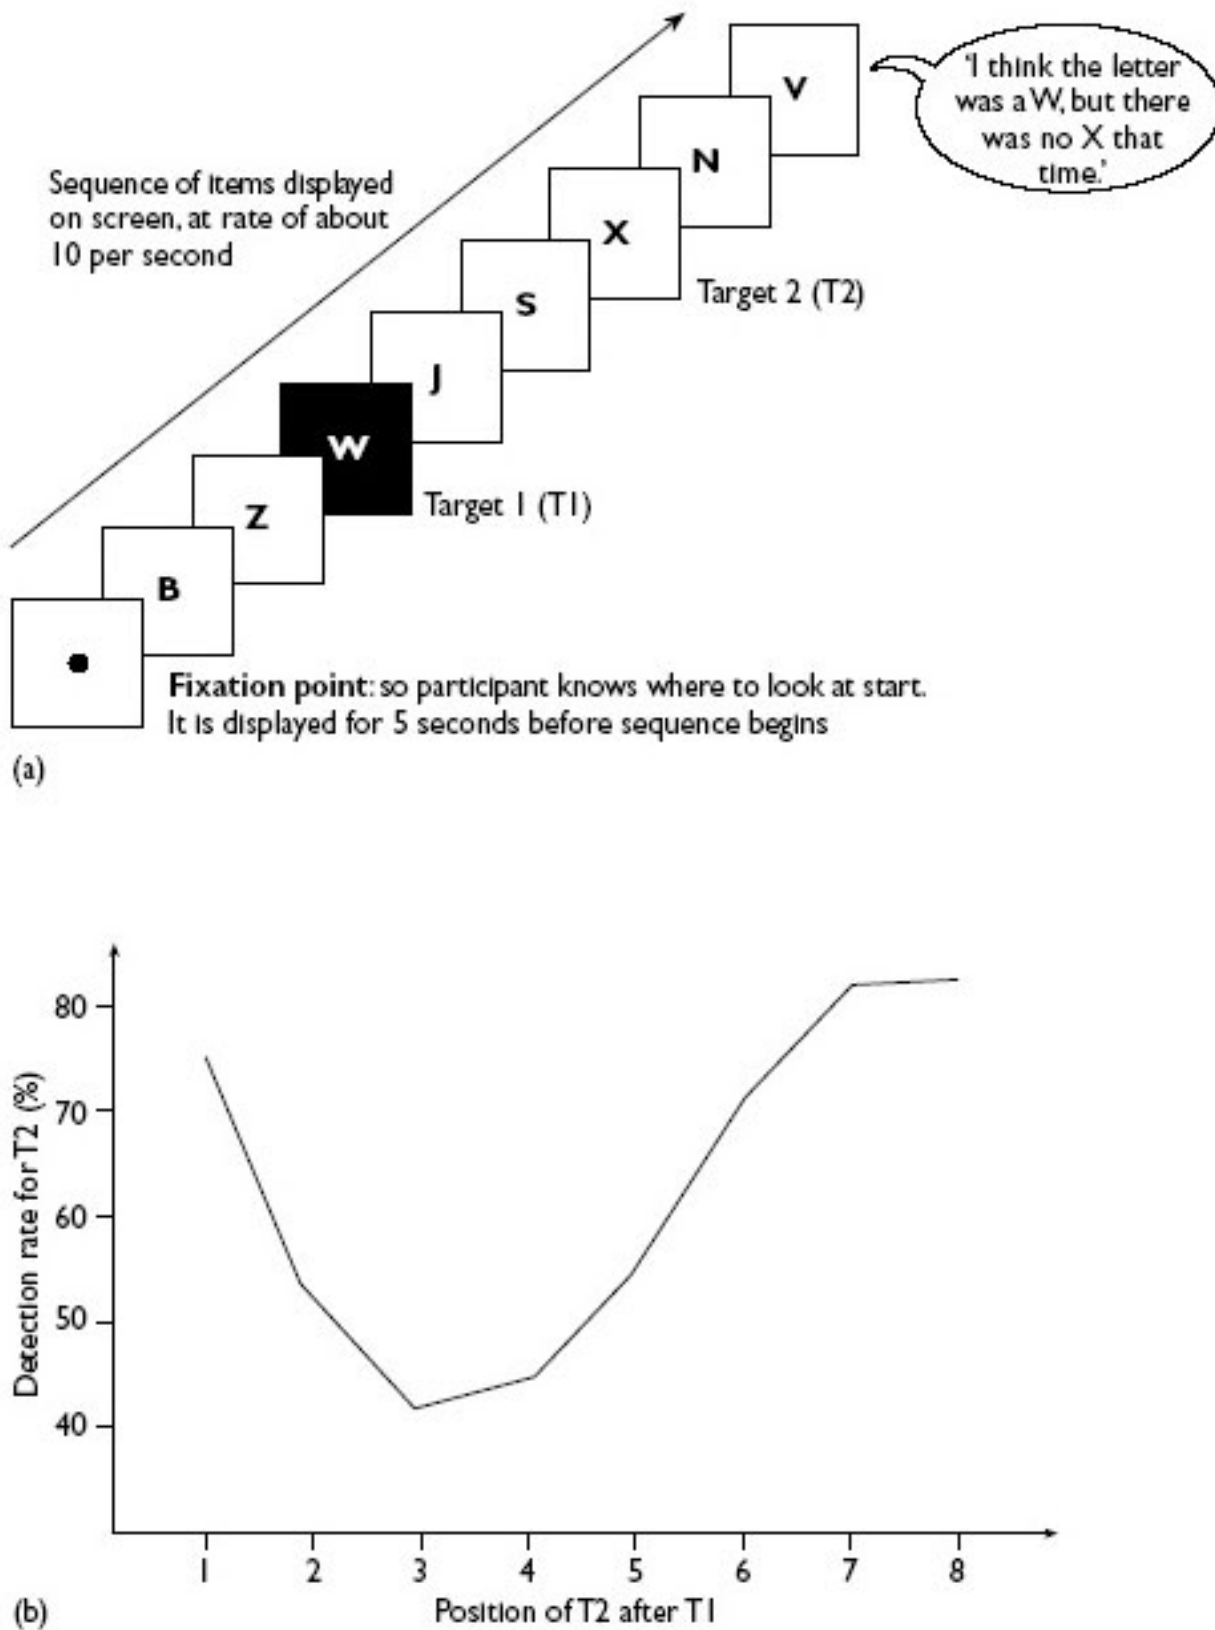 V
'I think the letter
was a W, but there
was no X that
time.'
N
Sequence of items displayed
on screen, at rate of about
10 per second
X
Target 2 (T2)
S
J
W
Target 1 (T1)
Z
B
Fixation point: so participant knows where to look at start.
It is displayed for 5 seconds before sequence begins
(a)
Detection rate for T2 (%)
80
70
60
50
40
1 2 3 4 5 6 7 8
Position of T2 after T1
(b)